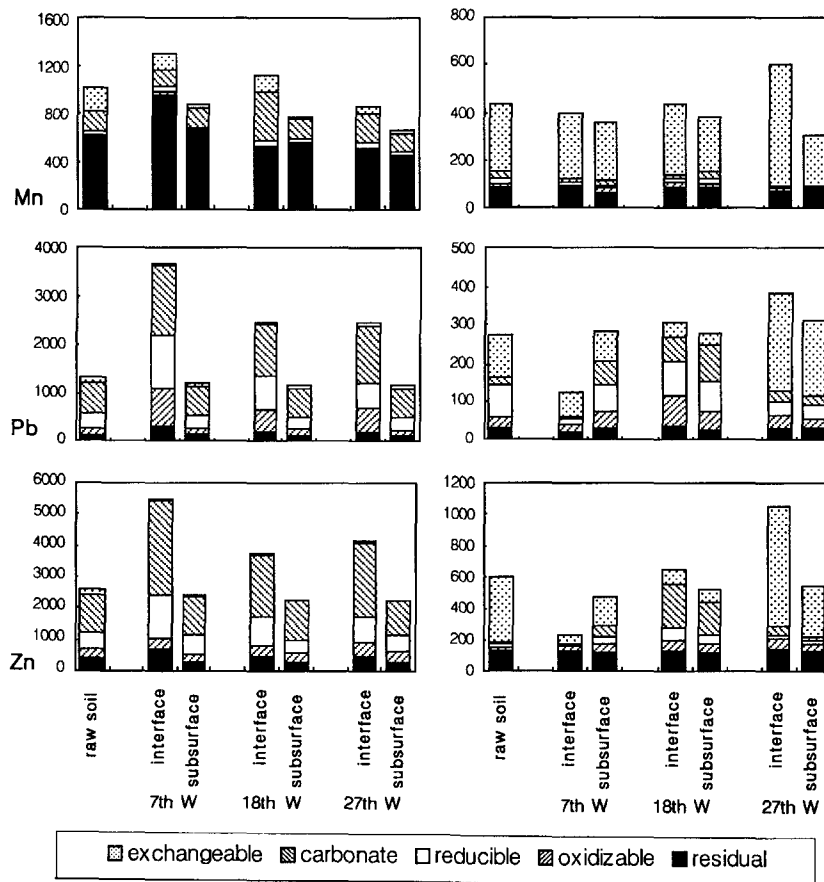 1600
1200
800
400
0
Mn
800
600
400
200
0
4000
3000
2000
1000
0
Pb
500
400
300
200
100
0
6000
5000
4000
3000
2000
1000
0
Zn
1200
1000
800
600
400
200
0
raw soil
interface
subsurface
interface
subsurface
interface
subsurface
7th W
18th W
27th W
raw soil
interface
subsurface
interface
subsurface
interface
subsurface
7th W
18th W
27th W
exchangeable carbonate reducible oxidizable residual